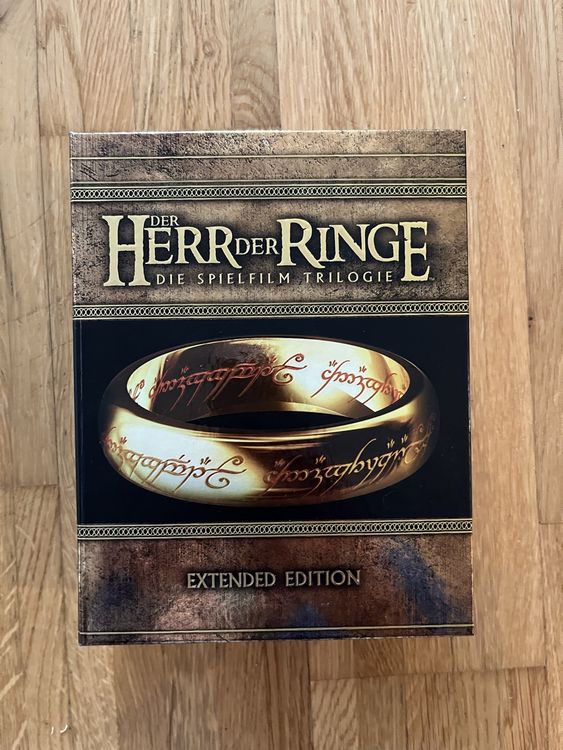 DER
HERR DER RINGE
DIE SPIELFILM TRILOGIE
EXTENDED EDITION